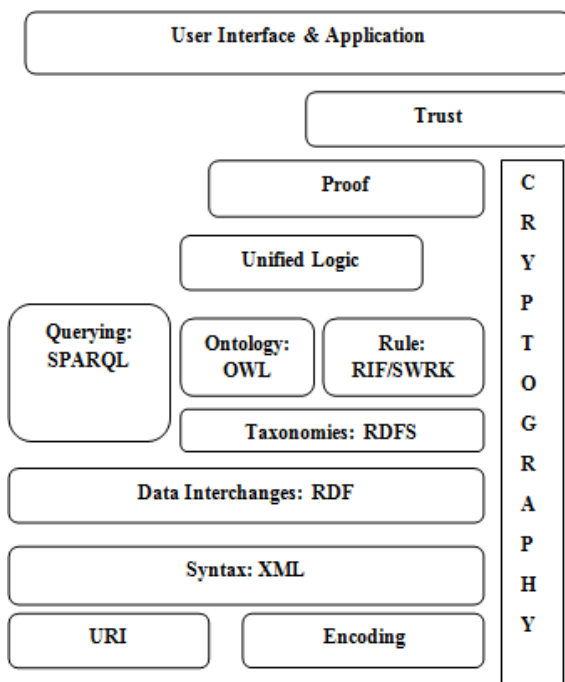 User Interface & Application
Trust
Proof
Unified Logic
Querying:
SPARQL
Ontology:
OWL
Rule:
RIF/SWRK
Taxonomies: RDFS
Data Interchanges: RDF
Syntax: XML
URI
Encoding
C
R
Y
P
T
O
G
R
A
P
H
Y